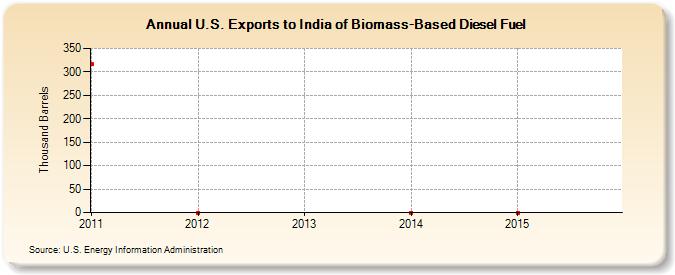 Annual U.S. Exports to India of Biomass-Based Diesel Fuel
Thousand Barrels
350
300
250
200
150
100
50
0
2011 2012 2013 2014 2015
Source: U.S. Energy Information Administration